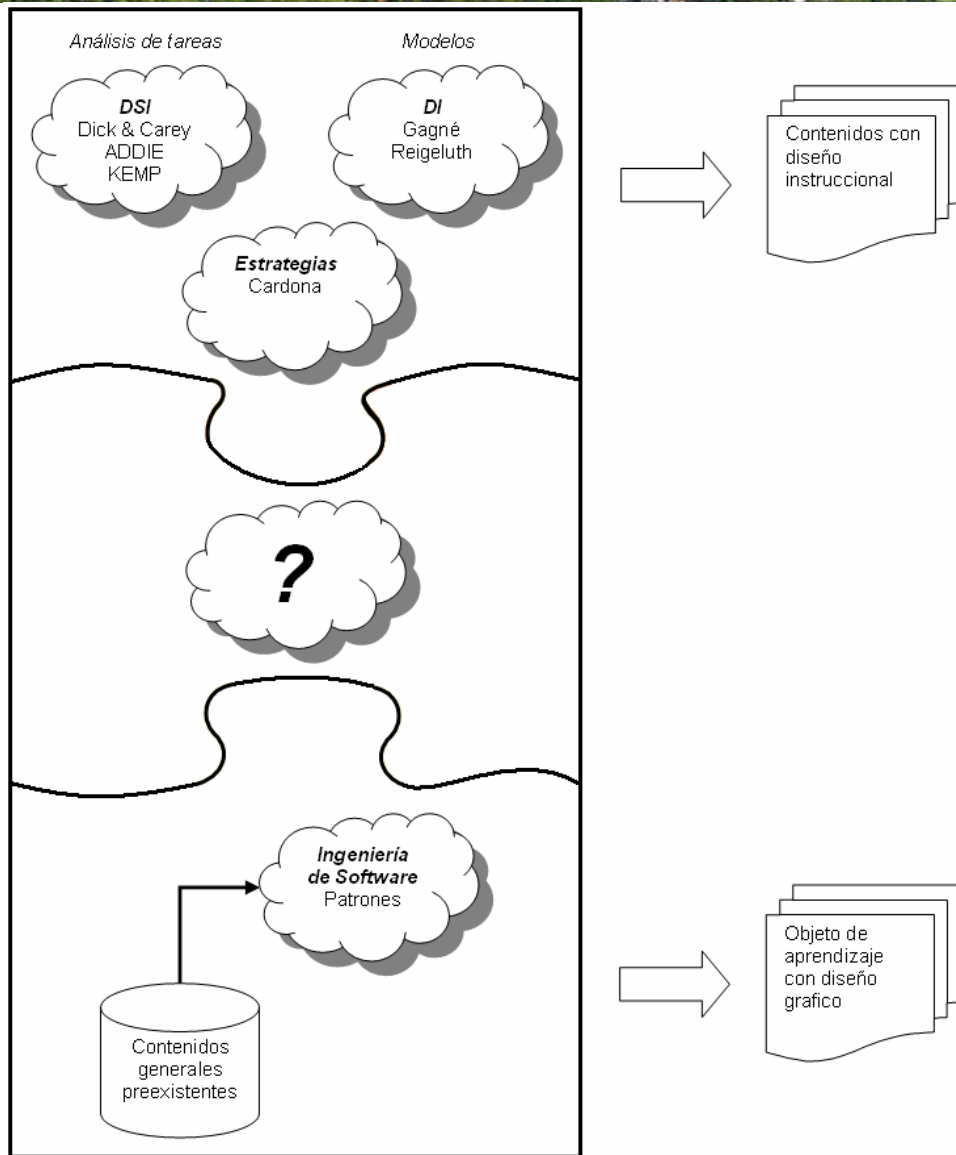 Análisis de tareas
Modelos
DSI
Dick & Carey
ADDIE
KEMP
DI
Gagné
Reigeluth
Contenidos con
diseño
instruccional
Estrategias
Cardona
?
Ingeniería
de Software
Patrones
Contenidos
generales
preexistentes
Objeto de
aprendizaje
con diseño
grafico